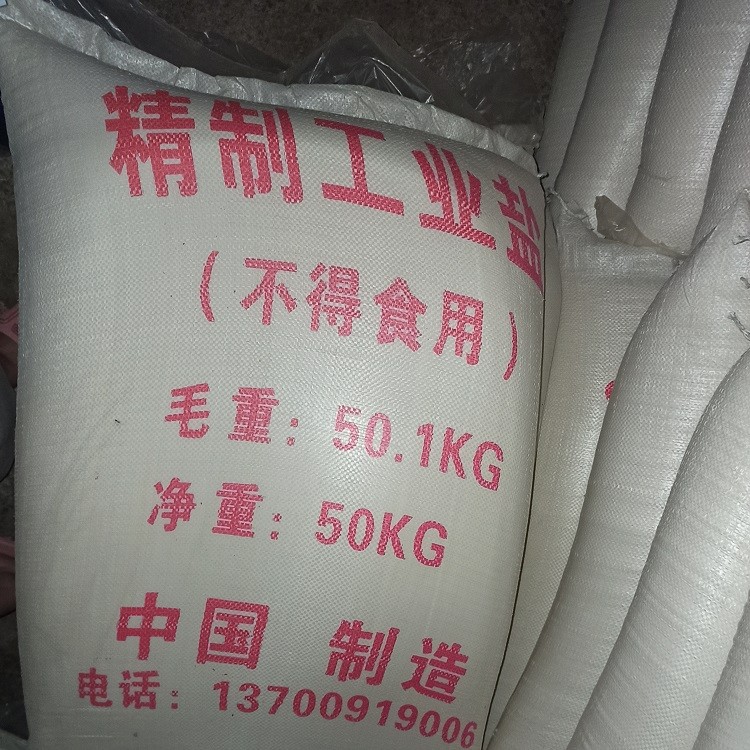 精制工业盐
（不得食用）
毛重：50.1KG
净重：50KG
中国 制造
电话：13700919006